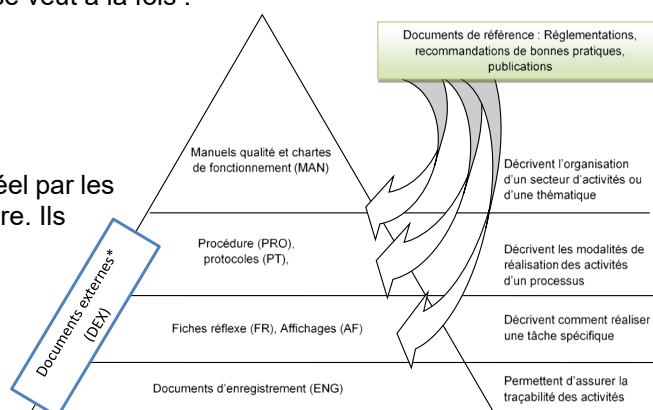 se veut à la fois :
Documents de référence : Réglementations,
recommandations de bonnes pratiques,
publications
Manuels qualité et chartes
de fonctionnement (MAN)
Décrivent l'organisation
d'un secteur d'activités ou
d'une thématique
éel par les
re. Ils
Procédure (PRO),
protocoles (PT),
Décrivent les modalités de
réalisation des activités
d'un processus
Documents externes*
(DEX)
Fiches réflexe (FR), Affichages (AF)
Décrivent comment réaliser
une tâche spécifique
Documents d'enregistrement (ENG)
Permettent d'assurer la
traçabilité des activités